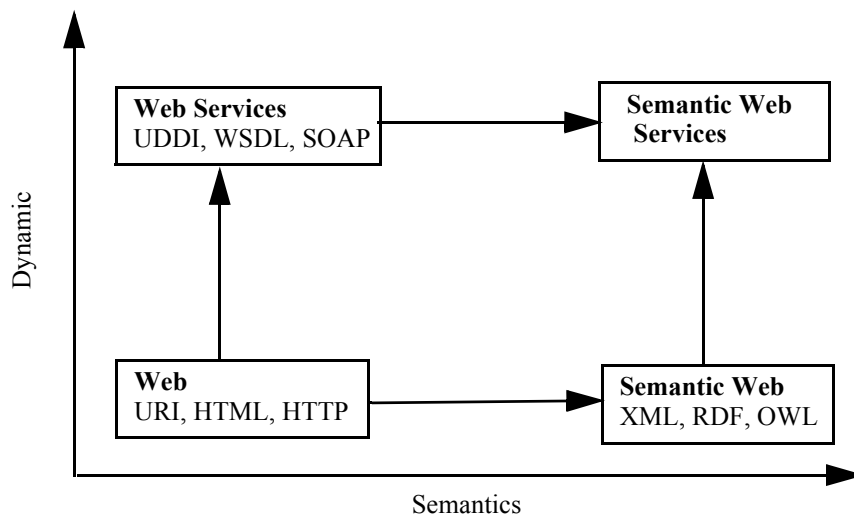 Web Services
UDDI, WSDL, SOAP
Semantic Web
Services
Dynamic
Web
URI, HTML, HTTP
Semantic Web
XML, RDF, OWL
Semantics